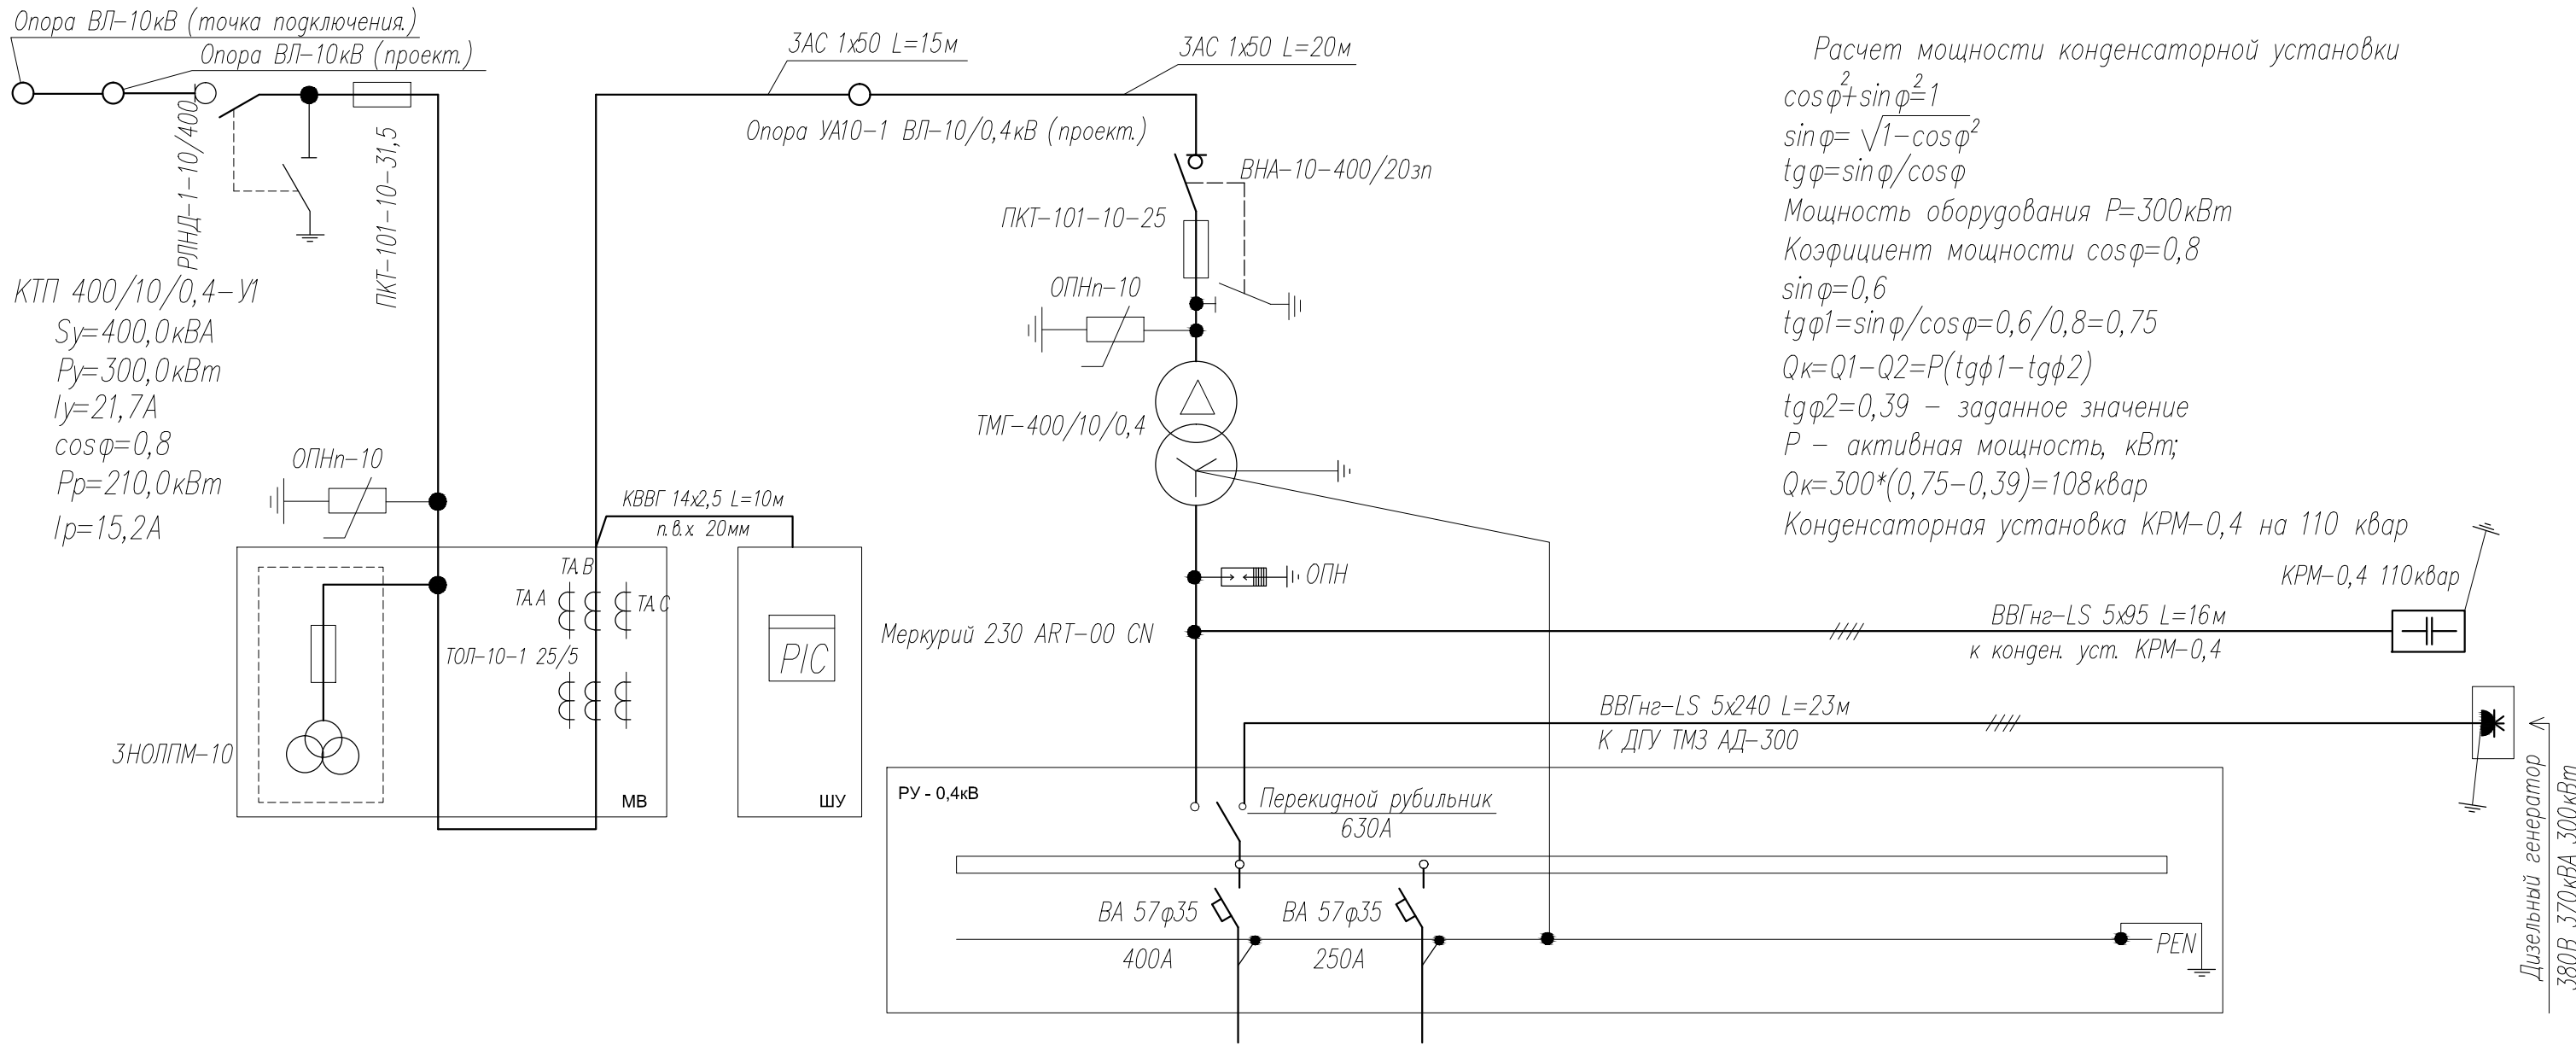 Опора ВЛ-10кВ (точка подключения.)
Опора ВЛ-10кВ (проект.)
РЛНД-1-10/400
ПКТ-101-10-31,5
КТП 400/10/0,4-У1
Sу=400,0кВА
Ру=300,0кВт
Iу=21,7А
cosφ=0,8
Рр=210,0кВт
Iр=15,2А
ОПНп-10
ЗНОЛПМ-10
ТОЛ-10-1 25/5
ТА.А
ТА.В
ТА.С
МВ
КВВГ 14х2,5 L=10м
п.в.х. 20мм
PIC
ШУ
3АС 1х50 L=15м
3АС 1х50 L=20м
Опора УА10-1 ВЛ-10/0,4кВ (проект.)
ВНА-10-400/20зп
ПКТ-101-10-25
ОПНп-10
ТМГ-400/10/0,4
ОПН
Меркурий 230 ART-00 CN
ВВГнг-LS 5х95 L=16м
к конден. уст. КРМ-0,4
КРМ-0,4 110квар
ВВГнг-LS 5х240 L=23м
К ДГУ ТМЗ АД-300
Дизельный генератор
380В 370кВА 300кВт
РУ - 0,4кВ
Перекидной рубильник
630А
ВА 57ф35
400А
ВА 57ф35
250А
PEN
Расчет мощности конденсаторной установки
cosφ²+sinφ²=1
sinφ= √1-cosφ²
tgφ=sinφ/cosφ
Мощность оборудования Р=300кВт
Коэфициент мощности cosφ=0,8
sinφ=0,6
tgφ1=sinφ/cosφ=0,6/0,8=0,75
Qк=Q1-Q2=P(tgф1-tgф2)
tgφ2=0,39 - заданное значение
Р - активная мощность, кВт;
Qк=300*(0,75-0,39)=108квар
Конденсаторная установка КРМ-0,4 на 110 квар